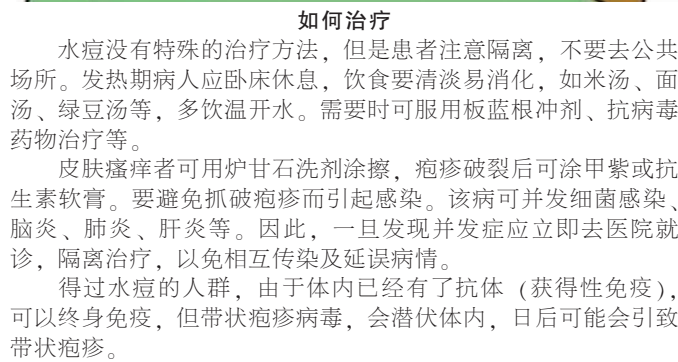 如何治疗
水痘没有特殊的治疗方法，但是患者注意隔离，不要去公共
场所。发热期病人应卧床休息，饮食要清淡易消化，如米汤、面
汤、绿豆汤等，多饮温开水。需要时可服用板蓝根冲剂、抗病毒
药物治疗等。
皮肤瘙痒者可用炉甘石洗剂涂擦，疱疹破裂后可涂甲紫或抗
生素软膏。要避免抓破疱疹而引起感染。该病可并发细菌感染、
脑炎、肺炎、肝炎等。因此，一旦发现并发症应立即去医院就
诊，隔离治疗，以免相互传染及延误病情。
得过水痘的人群，由于体内已经有了抗体（获得性免疫），
可以终身免疫，但带状疱疹病毒，会潜伏体内，日后可能会引致
带状疱疹。